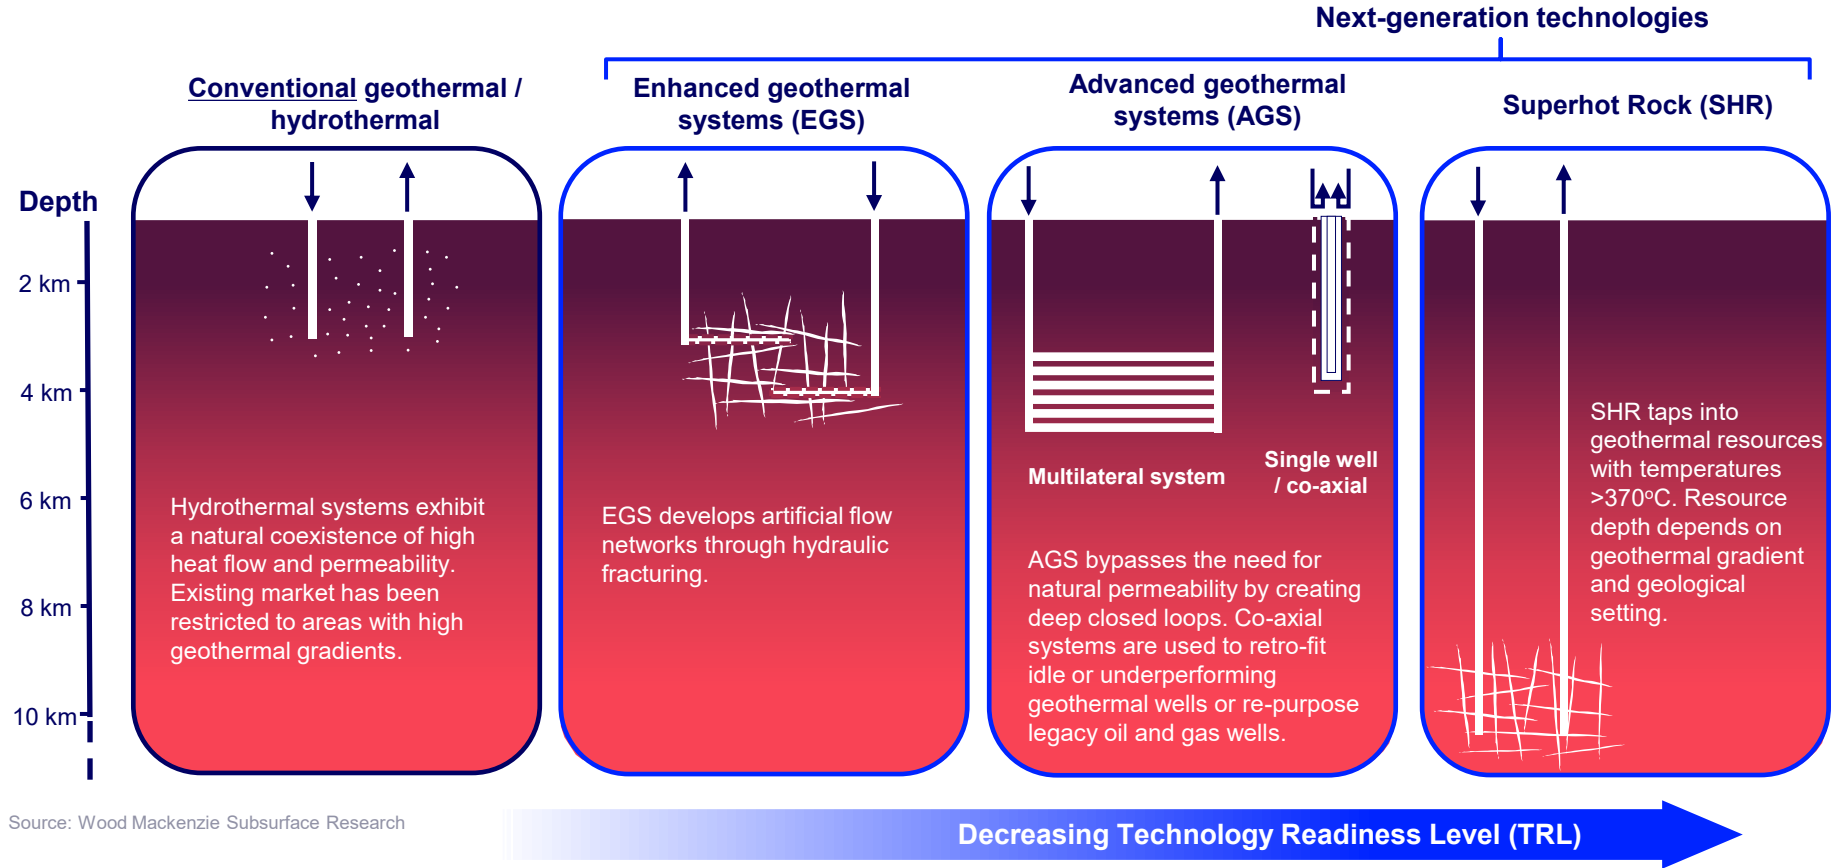 Next-generation technologies
Conventional geothermal /
hydrothermal
Enhanced geothermal
systems (EGS)
Advanced geothermal
systems (AGS)
Superhot Rock (SHR)
Depth
2 km
4 km
6 km
8 km
10 km
Hydrothermal systems exhibit
a natural coexistence of high
heat flow and permeability.
Existing market has been
restricted to areas with high
geothermal gradients.
EGS develops artificial flow
networks through hydraulic
fracturing.
Multilateral system
Single well
/ co-axial
AGS bypasses the need for
natural permeability by creating
deep closed loops. Co-axial
systems are used to retro-fit
idle or underperforming
geothermal wells or re-purpose
legacy oil and gas wells.
SHR taps into
geothermal resources
with temperatures
>370ºC. Resource
depth depends on
geothermal gradient
and geological
setting.
Source: Wood Mackenzie Subsurface Research
Decreasing Technology Readiness Level (TRL)